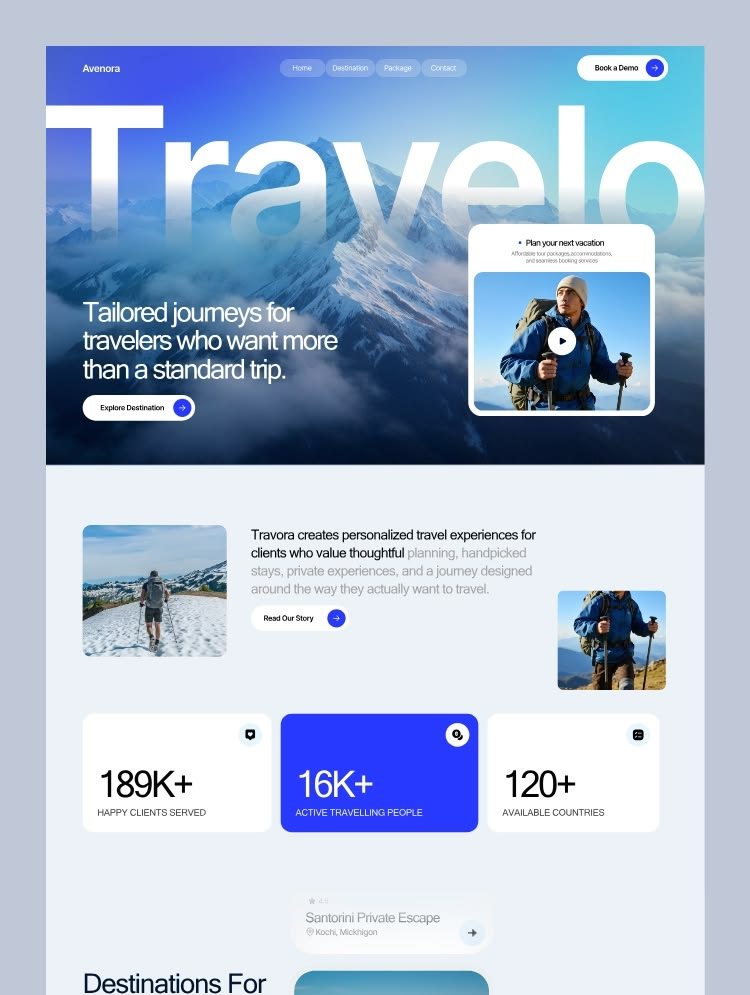 Avenora
Home
Destination
Package
Contact
Book a Demo
Travelo
Plan your next vacation
Affordable tour packages,accommodations,
and seamless booking services
Tailored journeys for
travelers who want more
than a standard trip.
Explore Destination
Travora creates personalized travel experiences for
clients who value thoughtful planning, handpicked
stays, private experiences, and a journey designed
around the way they actually want to travel.
Read Our Story
189K+
HAPPY CLIENTS SERVED
16K+
ACTIVE TRAVELLING PEOPLE
120+
AVAILABLE COUNTRIES
Santorini Private Escape
Kochi, Mickhigon
Destinations For